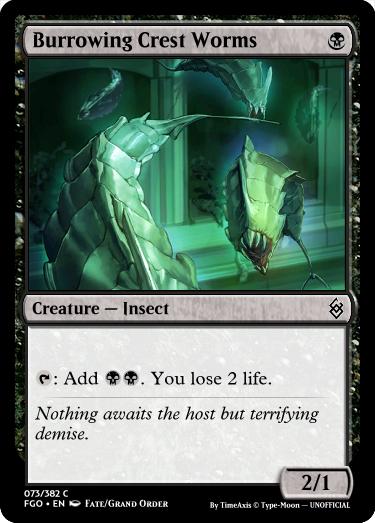 Burrowing Crest Worms
Creature — Insect
: Add . You lose 2 life.
Nothing awaits the host but terrifying
demise.
2/1
073/382 C
FGO • EN Fate/Grand Order
By TimeAxis © Type-Moon — UNOFFICIAL